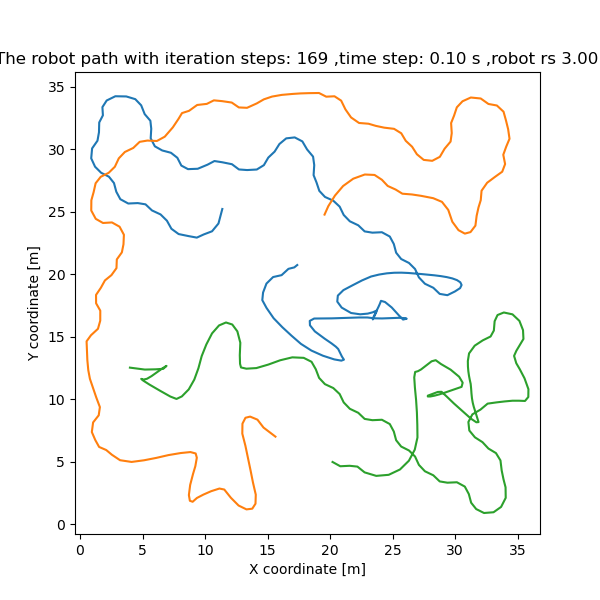 The robot path with iteration steps: 169 ,time step: 0.10 s ,robot rs 3.00
35
30
25
20
15
10
5
0
Y coordinate [m]
0 5 10 15 20 25 30 35
X coordinate [m]